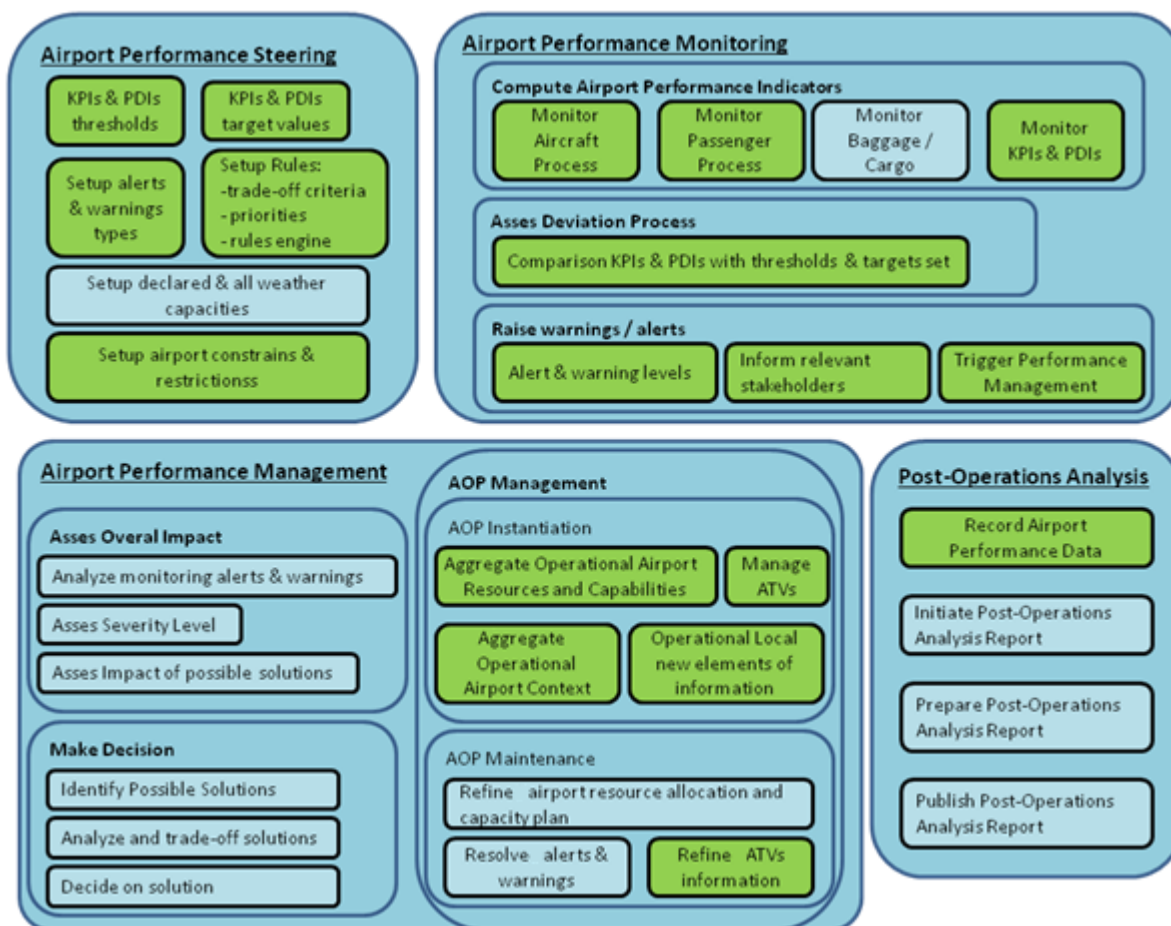 Airport Performance Steering
KPIs & PDIs
thresholds
KPIs & PDIs
target values
Setup alerts
& warnings
types
Setup Rules:
-trade-off criteria
- priorities
- rules engine
Setup declared & all weather
capacities
Setup airport constrains &
restrictionss
Airport Performance Monitoring
Compute Airport Performance Indicators
Monitor
Aircraft
Process
Monitor
Passenger
Process
Monitor
Baggage /
Cargo
Monitor
KPIs & PDIs
Asses Deviation Process
Comparison KPIs & PDIs with thresholds & targets set
Raise warnings / alerts
Alert & warning levels
Inform relevant
stakeholders
Trigger Performance
Management
Airport Performance Management
Asses Overal Impact
Analyze monitoring alerts & warnings
Asses Severity Level
Asses Impact of possible solutions
Make Decision
Identify Possible Solutions
Analyze and trade-off solutions
Decide on solution
AOP Management
AOP Instantiation
Aggregate Operational Airport
Resources and Capabilities
Manage
ATVs
Aggregate
Operational
Airport Context
Operational Local
new elements of
information
AOP Maintenance
Refine airport resource allocation and
capacity plan
Resolve alerts &
warnings
Refine ATVs
information
Post-Operations Analysis
Record Airport
Performance Data
Initiate Post-Operations
Analysis Report
Prepare Post-Operations
Analysis Report
Publish Post-Operations
Analysis Report